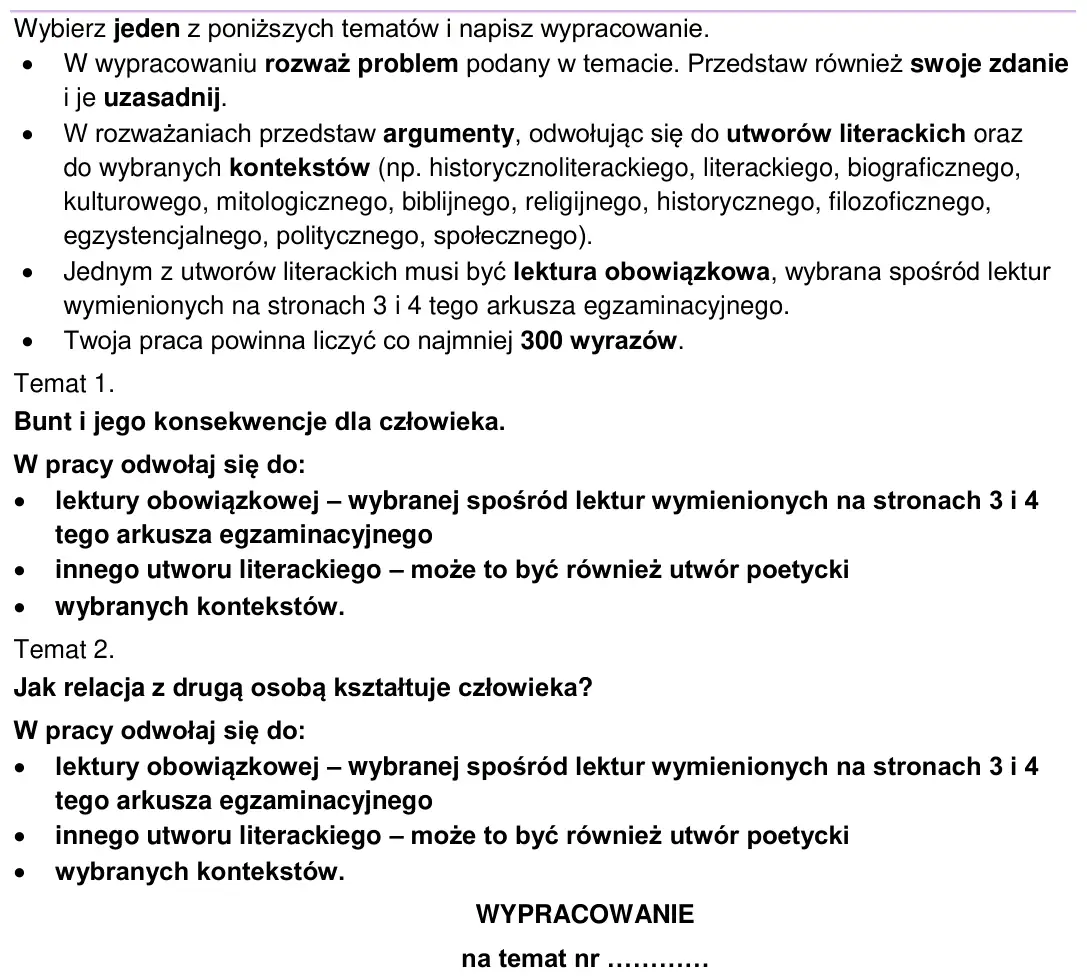 Wybierz jeden z poniższych tematów i napisz wypracowanie.
• W wypracowaniu rozważ problem podany w temacie. Przedstaw również swoje zdanie
i je uzasadnij.
• W rozważaniach przedstaw argumenty, odwołując się do utworów literackich oraz
do wybranych kontekstów (np. historycznoliterackiego, literackiego, biograficznego,
kulturowego, mitologicznego, biblijnego, religijnego, historycznego, filozoficznego,
egzystencjalnego, politycznego, społecznego).
• Jednym z utworów literackich musi być lektura obowiązkowa, wybrana spośród lektur
wymienionych na stronach 3 i 4 tego arkusza egzaminacyjnego.
• Twoja praca powinna liczyć co najmniej 300 wyrazów.
Temat 1.
Bunt i jego konsekwencje dla człowieka.
W pracy odwołaj się do:
• lektury obowiązkowej – wybranej spośród lektur wymienionych na stronach 3 i 4
tego arkusza egzaminacyjnego
• innego utworu literackiego – może to być również utwór poetycki
• wybranych kontekstów.
Temat 2.
Jak relacja z drugą osobą kształtuje człowieka?
W pracy odwołaj się do:
• lektury obowiązkowej – wybranej spośród lektur wymienionych na stronach 3 i 4
tego arkusza egzaminacyjnego
• innego utworu literackiego – może to być również utwór poetycki
• wybranych kontekstów.
WYPRACOWANIE
na temat nr …………